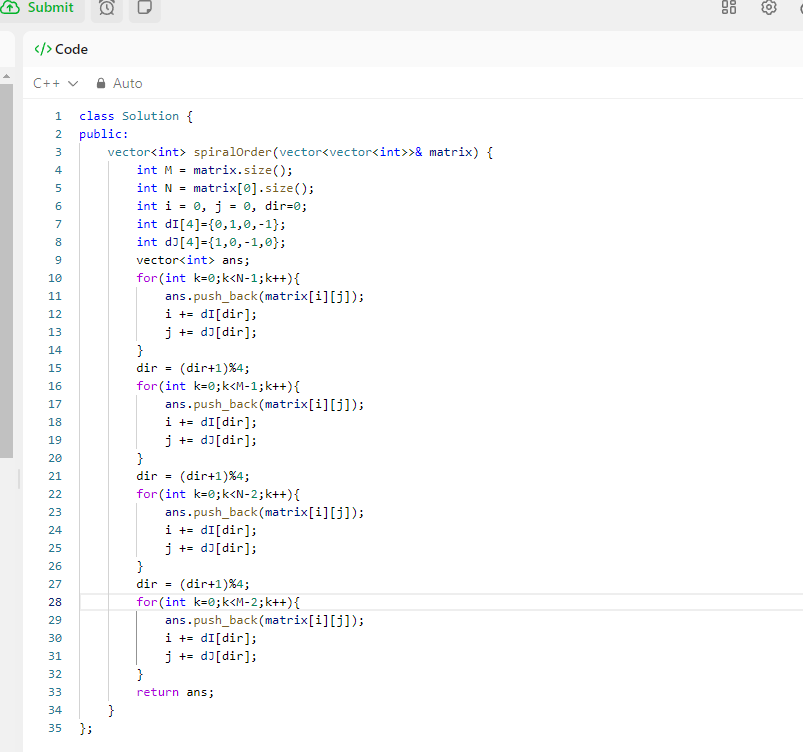 Submit
</> Code
C++ Auto
1 class Solution {
2 public:
3     vector<int> spiralOrder(vector<vector<int>>& matrix) {
4         int M = matrix.size();
5         int N = matrix[0].size();
6         int i = 0, j = 0, dir=0;
7         int dI[4]={0,1,0,-1};
8         int dJ[4]={1,0,-1,0};
9         vector<int> ans;
10         for(int k=0;k<N-1;k++){
11             ans.push_back(matrix[i][j]);
12             i += dI[dir];
13             j += dJ[dir];
14         }
15         dir = (dir+1)%4;
16         for(int k=0;k<M-1;k++){
17             ans.push_back(matrix[i][j]);
18             i += dI[dir];
19             j += dJ[dir];
20         }
21         dir = (dir+1)%4;
22         for(int k=0;k<N-2;k++){
23             ans.push_back(matrix[i][j]);
24             i += dI[dir];
25             j += dJ[dir];
26         }
27         dir = (dir+1)%4;
28         for(int k=0;k<M-2;k++){
29             ans.push_back(matrix[i][j]);
30             i += dI[dir];
31             j += dJ[dir];
32         }
33         return ans;
34     }
35 };